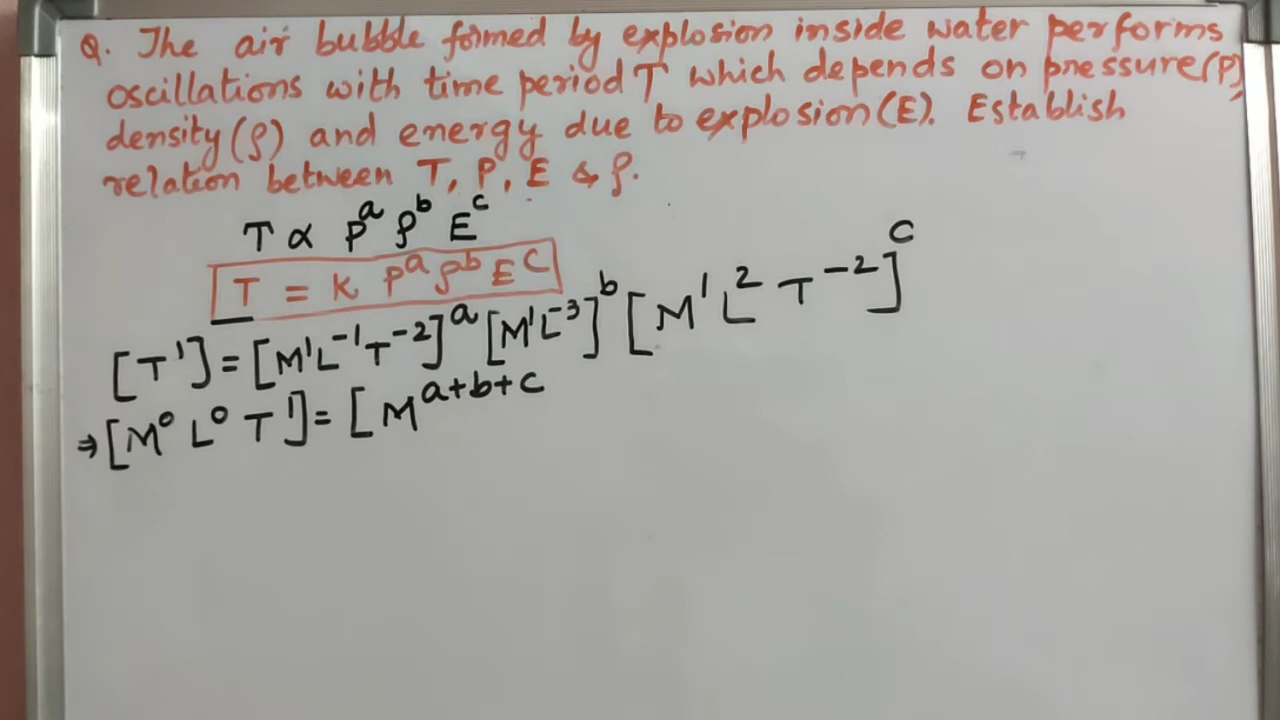 Q. The air bubble formed by explosion inside water performs
oscillations with time period T which depends on pressure(P),
density(ρ) and energy due to explosion(E). Establish
relation between T, P, E & ρ.
T ∝ P^a ρ^b E^c
T = K P^a ρ^b E^c
[T^1] = [M^1 L^-1 T^-2]^a [M^1 L^-3]^b [M^1 L^2 T^-2]^c
⇒ [M^0 L^0 T^1] = [M^a+b+c